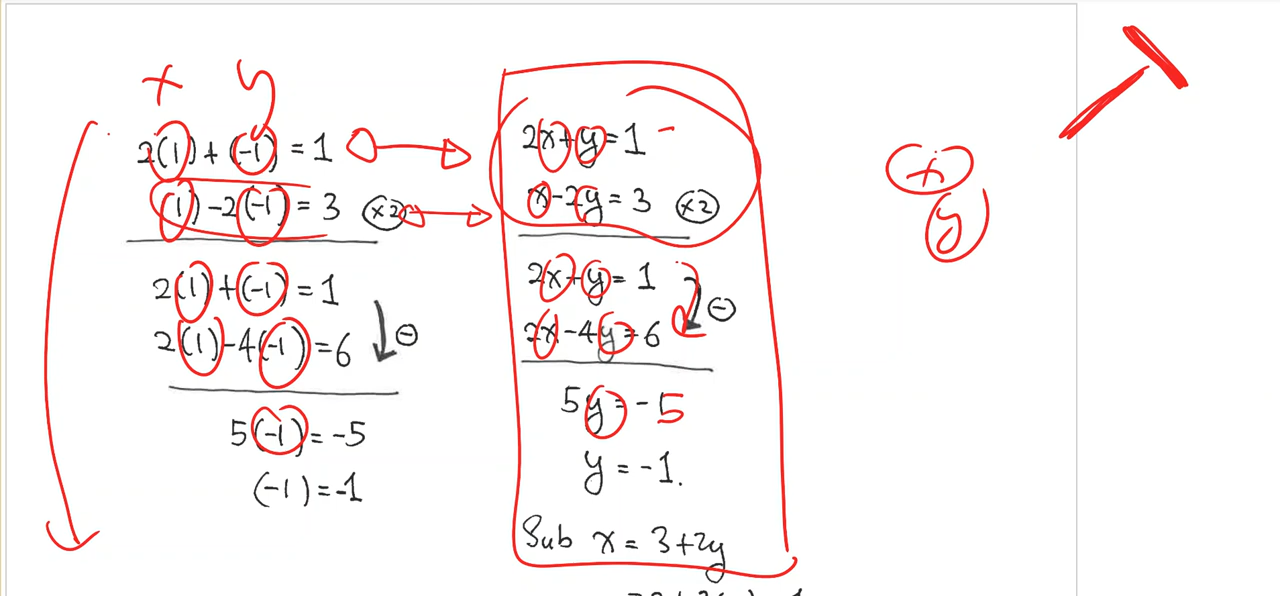 x y
2(1) + (-1) = 1
(1) - 2(-1) = 3 (×2)
2(1) + (-1) = 1
2(1) - 4(-1) = 6 ⊖
5(-1) = -5
(-1) = -1
2x + y = 1
x - 2y = 3 (×2)
2x + y = 1
2x - 4y = 6 ⊖
5y = -5
y = -1.
Sub x = 3 + 2y
x
y